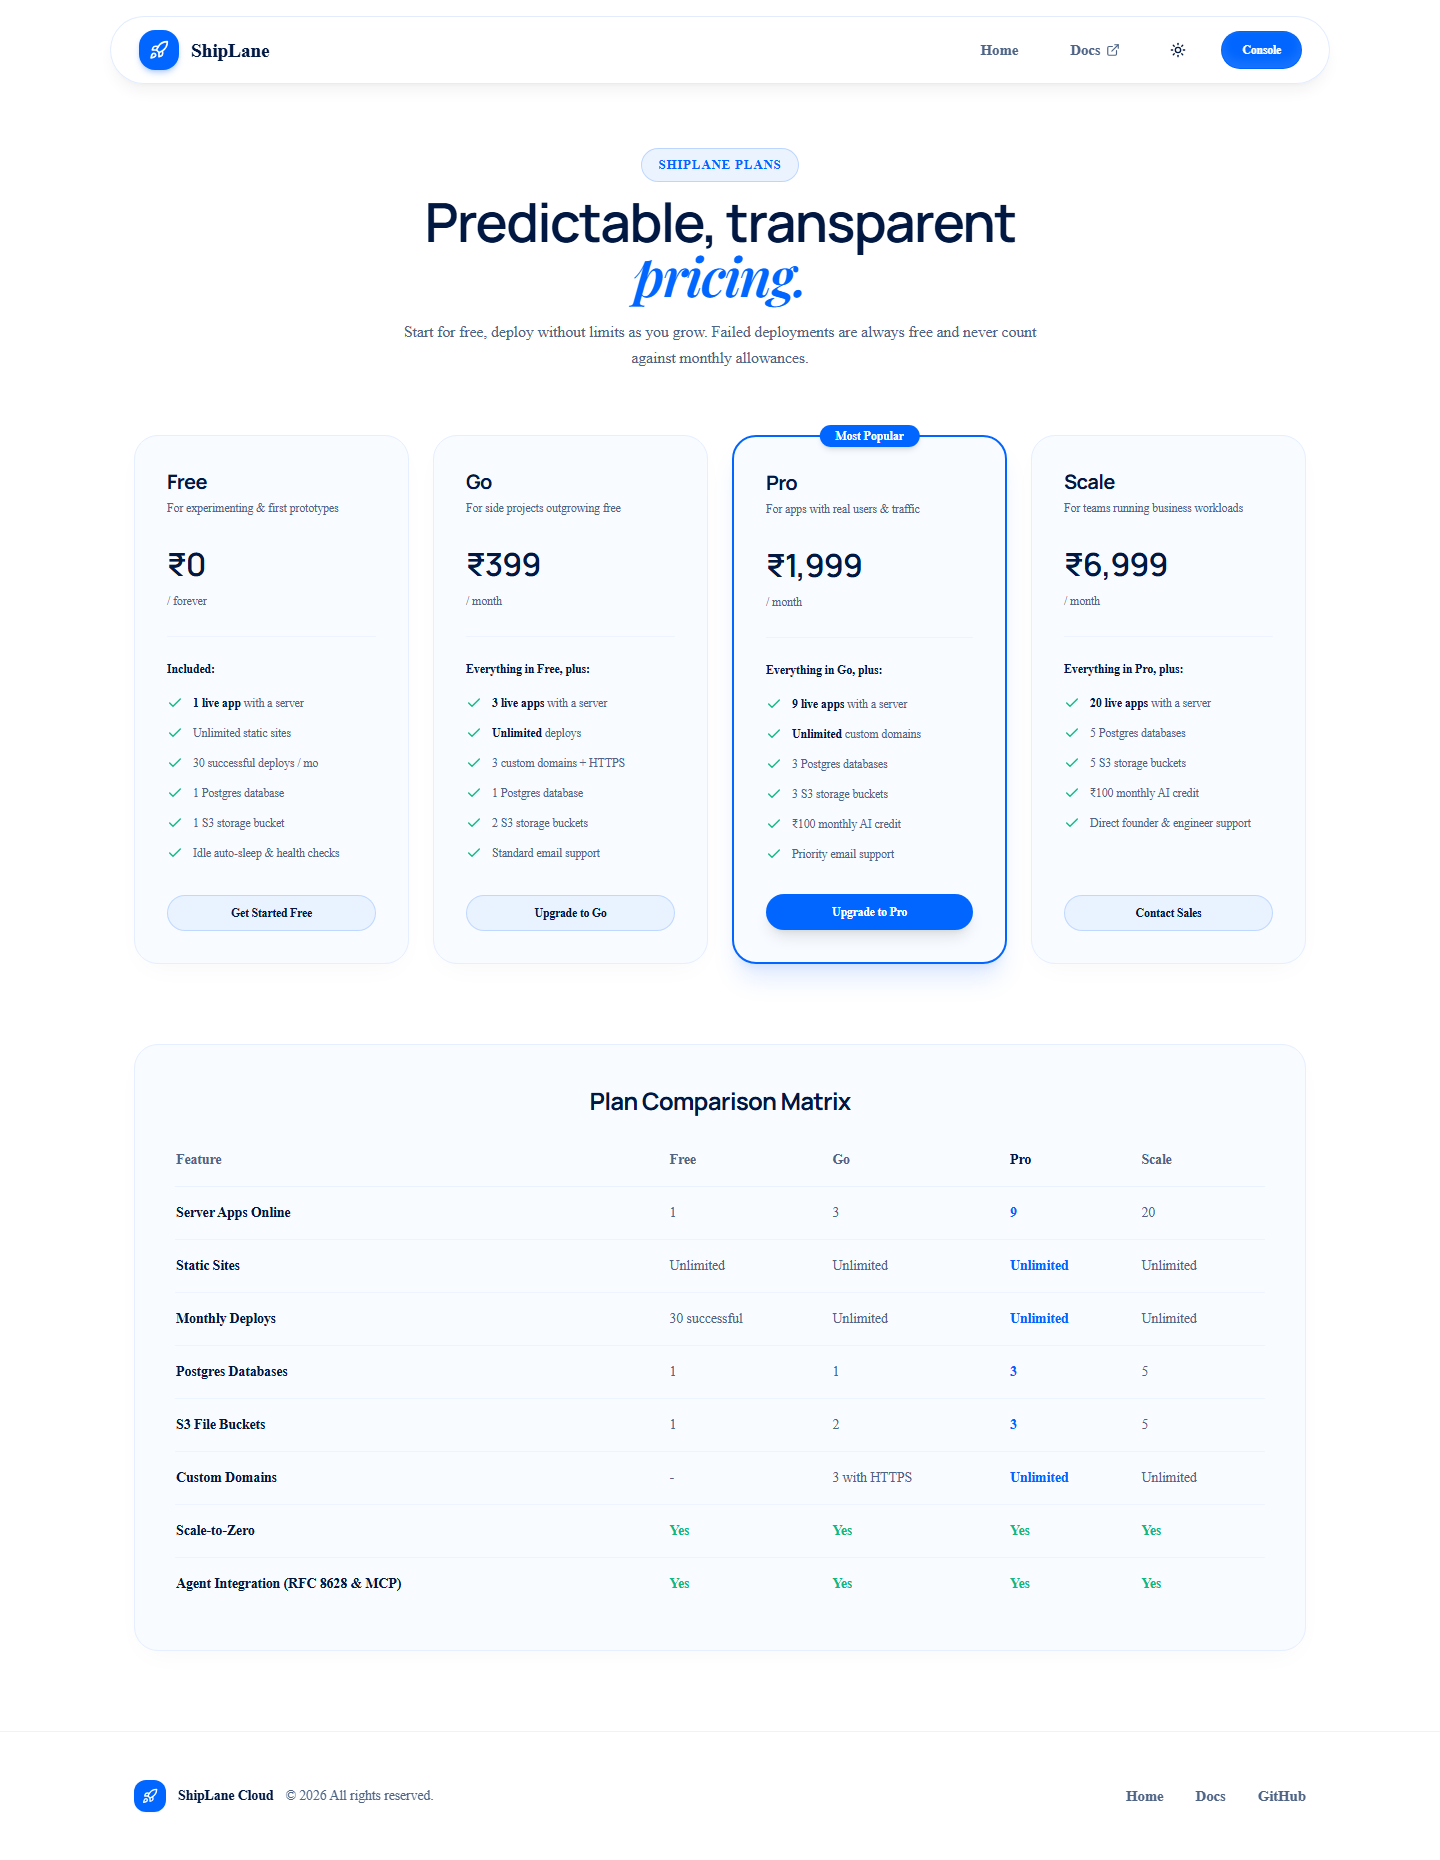 ShipLane
Home
Docs
Console
SHIPLANE PLANS
Predictable, transparent
pricing.
Start for free, deploy without limits as you grow. Failed deployments are always free and never count
against monthly allowances.
Free
For experimenting & first prototypes
₹0
/ forever
Included:
1 live app with a server
Unlimited static sites
30 successful deploys / mo
1 Postgres database
1 S3 storage bucket
Idle auto-sleep & health checks
Get Started Free
Go
For side projects outgrowing free
₹399
/ month
Everything in Free, plus:
3 live apps with a server
Unlimited deploys
3 custom domains + HTTPS
1 Postgres database
2 S3 storage buckets
Standard email support
Upgrade to Go
Most Popular
Pro
For apps with real users & traffic
₹1,999
/ month
Everything in Go, plus:
9 live apps with a server
Unlimited custom domains
3 Postgres databases
3 S3 storage buckets
₹100 monthly AI credit
Priority email support
Upgrade to Pro
Scale
For teams running business workloads
₹6,999
/ month
Everything in Pro, plus:
20 live apps with a server
5 Postgres databases
5 S3 storage buckets
₹100 monthly AI credit
Direct founder & engineer support
Contact Sales
Plan Comparison Matrix
Feature Free Go Pro Scale
Server Apps Online 1 3 9 20
Static Sites Unlimited Unlimited Unlimited Unlimited
Monthly Deploys 30 successful Unlimited Unlimited Unlimited
Postgres Databases 1 1 3 5
S3 File Buckets 1 2 3 5
Custom Domains - 3 with HTTPS Unlimited Unlimited
Scale-to-Zero Yes Yes Yes Yes
Agent Integration (RFC 8628 & MCP) Yes Yes Yes Yes
ShipLane Cloud © 2026 All rights reserved.
Home Docs GitHub